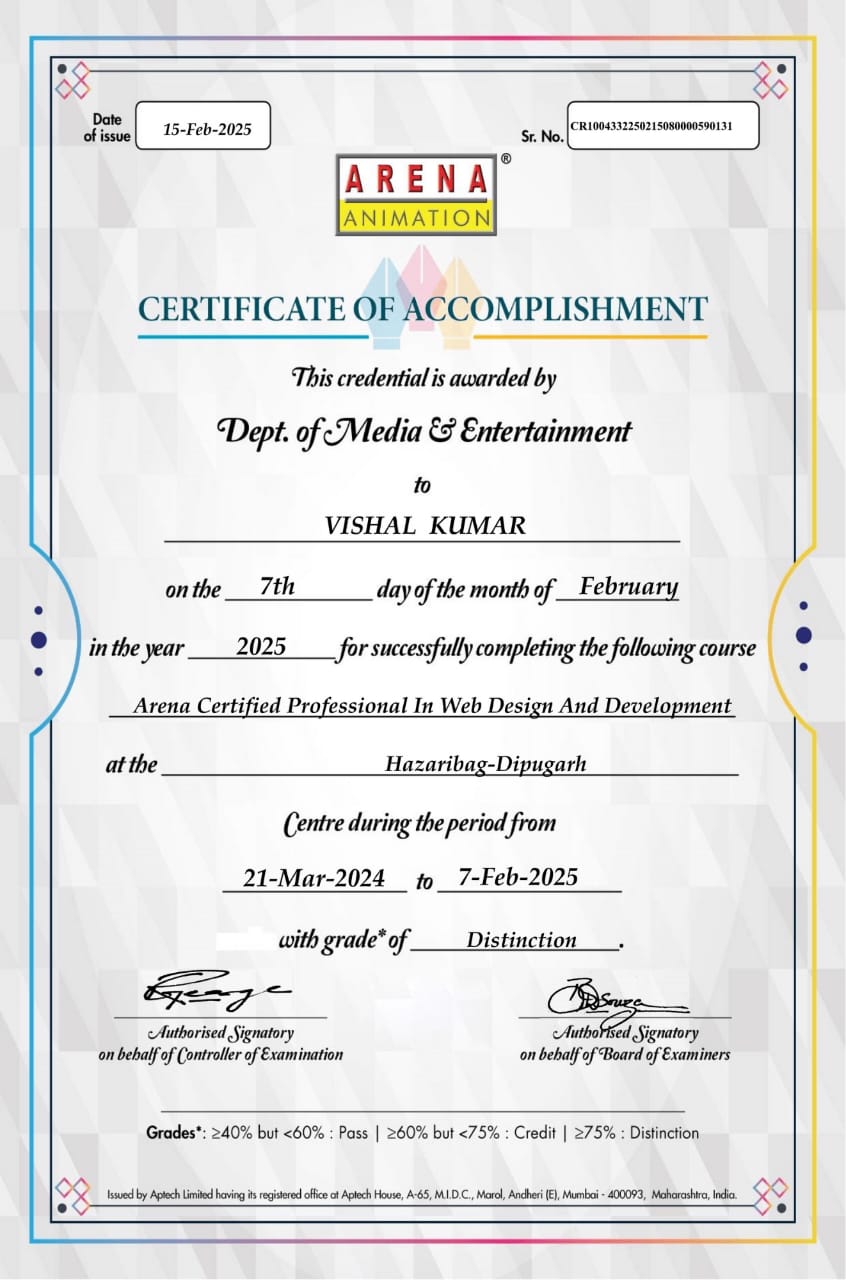 Date
of issue
15-Feb-2025
Sr. No.
CR1004332250215080000590131
ARENA ®
ANIMATION
CERTIFICATE OF ACCOMPLISHMENT
This credential is awarded by
Dept. of Media & Entertainment
to
VISHAL KUMAR
on the 7th day of the month of February
in the year 2025 for successfully completing the following course
Arena Certified Professional In Web Design And Development
at the Hazaribag-Dipugarh
Centre during the period from
21-Mar-2024 to 7-Feb-2025
with grade* of Distinction.
Authorised Signatory
on behalf of Controller of Examination
Authorised Signatory
on behalf of Board of Examiners
Grades*: ≥40% but <60% : Pass | ≥60% but <75% : Credit | ≥75% : Distinction
Issued by Aptech Limited having its registered office at Aptech House, A-65, M.I.D.C., Marol, Andheri (E), Mumbai - 400093, Maharashtra, India.